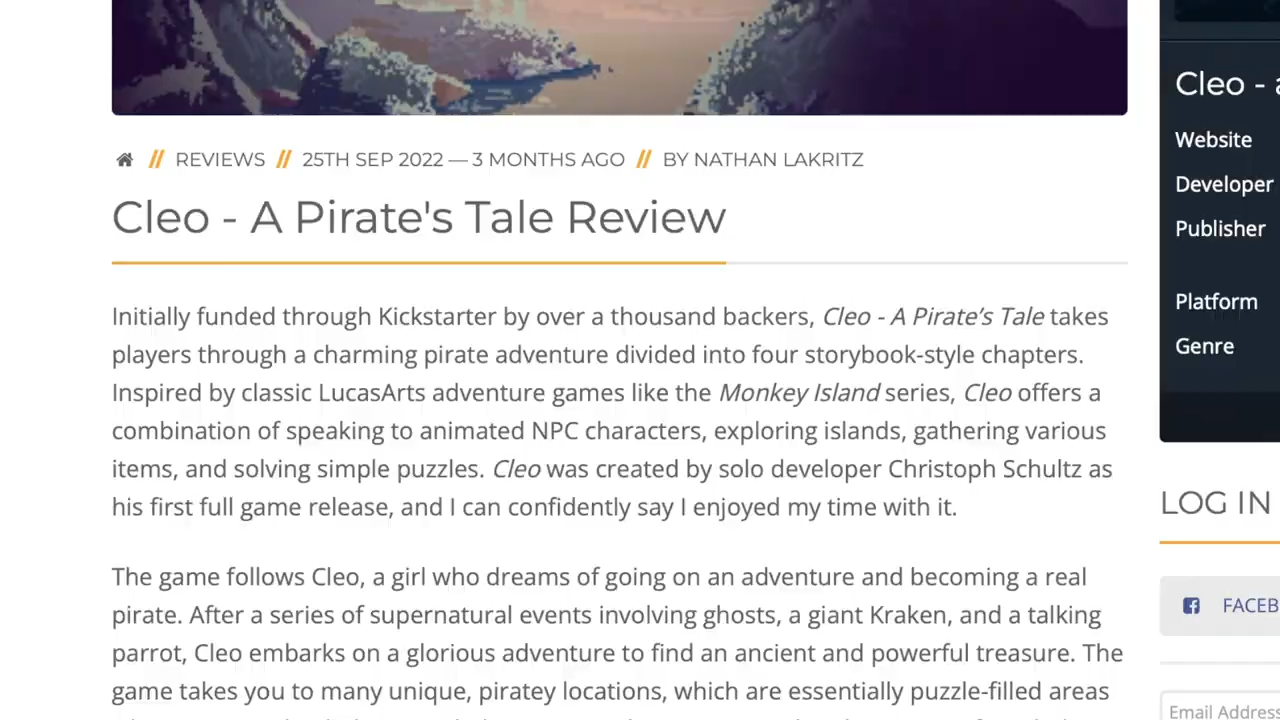 // REVIEWS // 25TH SEP 2022 — 3 MONTHS AGO // BY NATHAN LAKRITZ
Cleo - A Pirate's Tale Review
Initially funded through Kickstarter by over a thousand backers, Cleo - A Pirate’s Tale takes
players through a charming pirate adventure divided into four storybook-style chapters.
Inspired by classic LucasArts adventure games like the Monkey Island series, Cleo offers a
combination of speaking to animated NPC characters, exploring islands, gathering various
items, and solving simple puzzles. Cleo was created by solo developer Christoph Schultz as
his first full game release, and I can confidently say I enjoyed my time with it.
The game follows Cleo, a girl who dreams of going on an adventure and becoming a real
pirate. After a series of supernatural events involving ghosts, a giant Kraken, and a talking
parrot, Cleo embarks on a glorious adventure to find an ancient and powerful treasure. The
game takes you to many unique, piratey locations, which are essentially puzzle-filled areas
Cleo - a
Website
Developer
Publisher
Platform
Genre
LOG IN
FACEB
Email Address